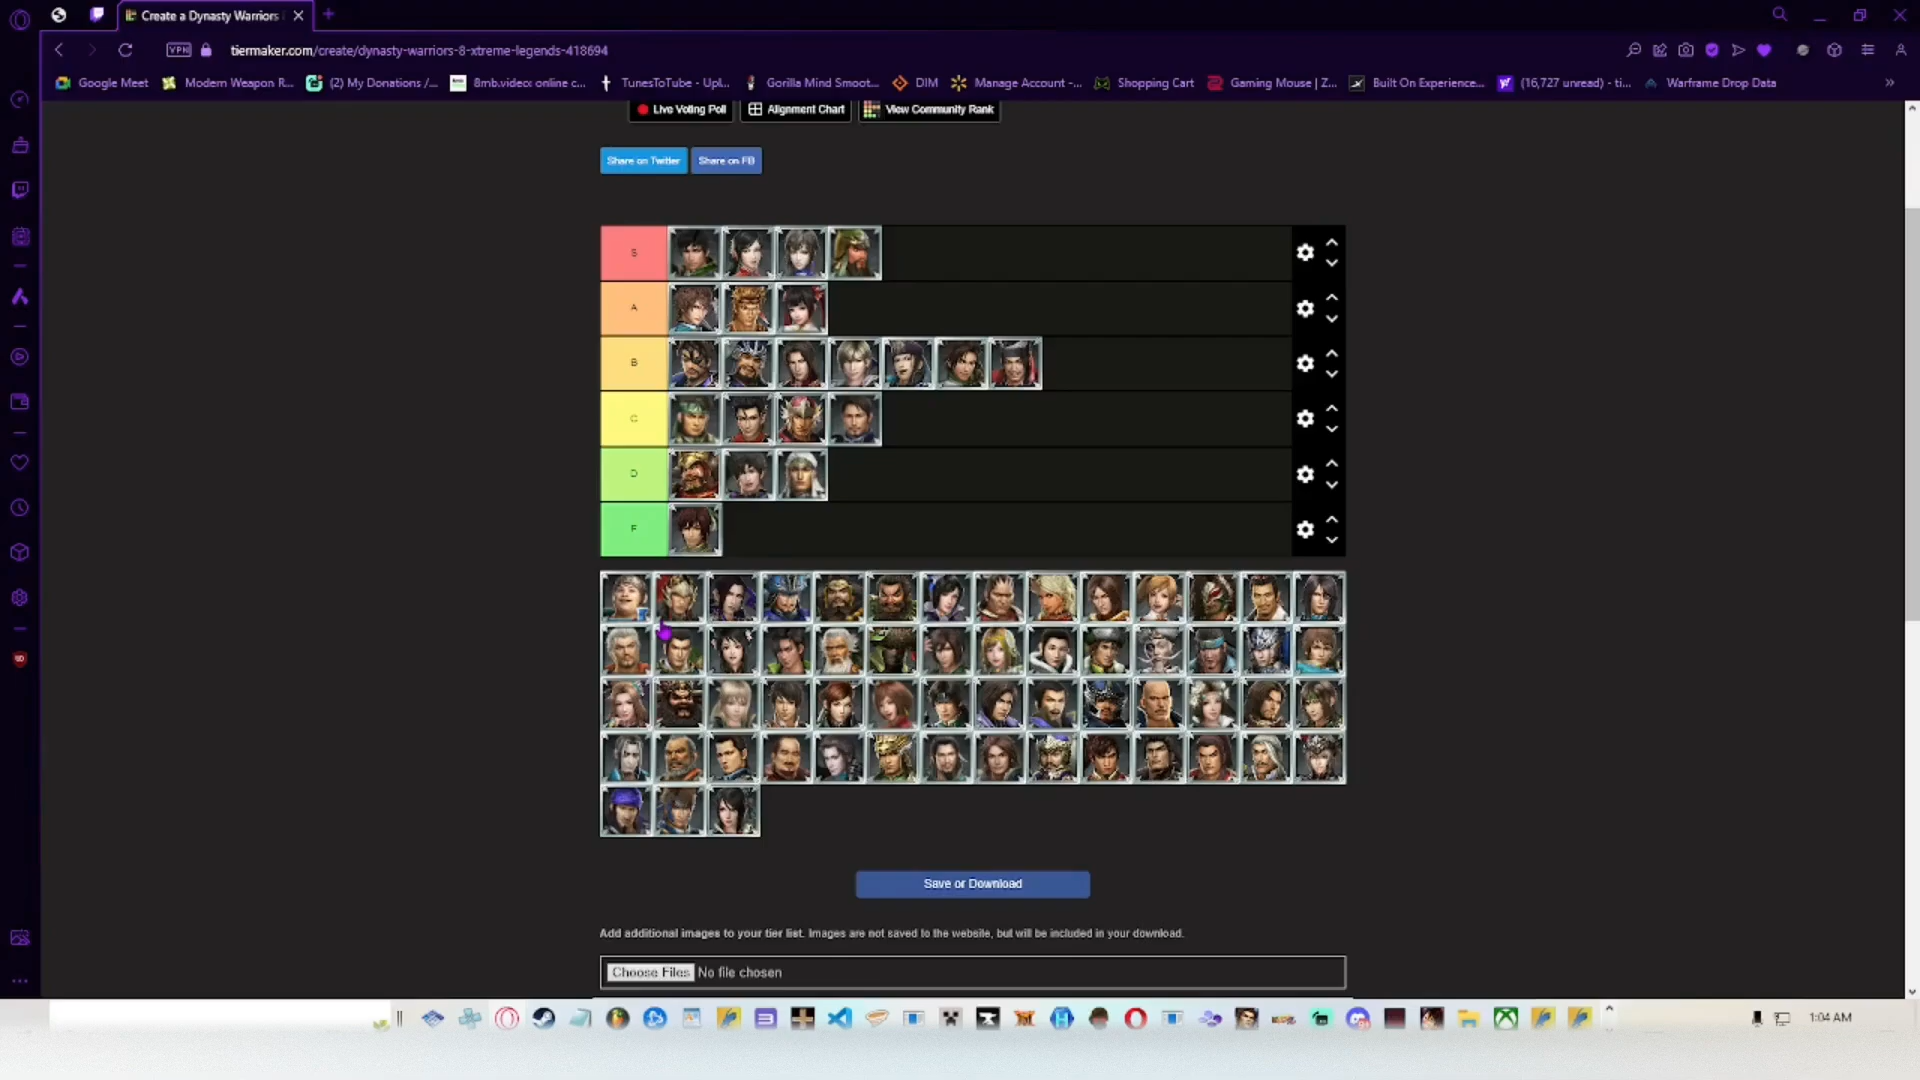 Create a Dynasty Warriors
VPN tiermaker.com/create/dynasty-warriors-8-xtreme-legends-418694
Google Meet Modern Weapon R... (2) My Donations /... 8mb.video: online c... TunesToTube - Upl... Gorilla Mind Smoot... DIM Manage Account -... Shopping Cart Gaming Mouse | Z... Built On Experience... (16,727 unread) - ti... Warframe Drop Data
Live Voting Poll Alignment Chart View Community Rank
Share on Twitter Share on FB
S
A
B
C
D
F
Save or Download
Add additional images to your tier list. Images are not saved to the website, but will be included in your download.
Choose Files No file chosen
1:04 AM